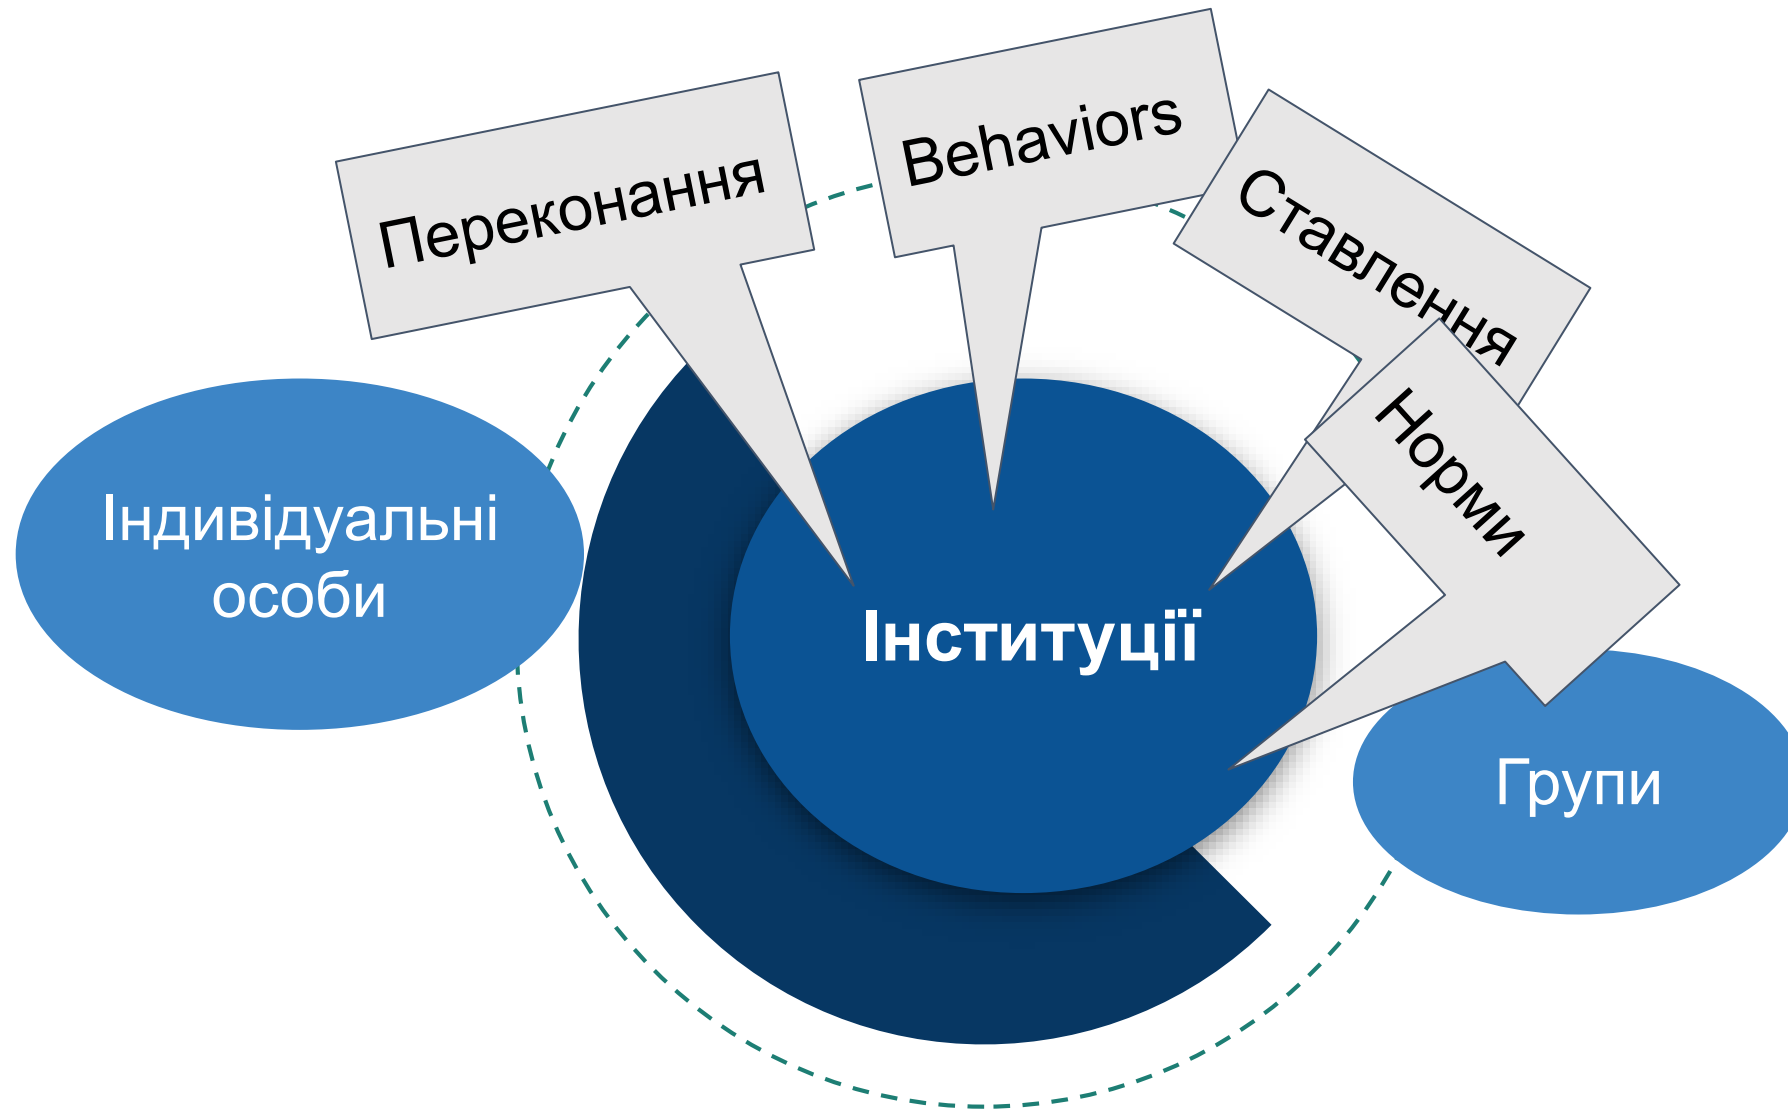 Переконання
Behaviors
Ставлення
Норми
Індивідуальні
особи
Інституції
Групи